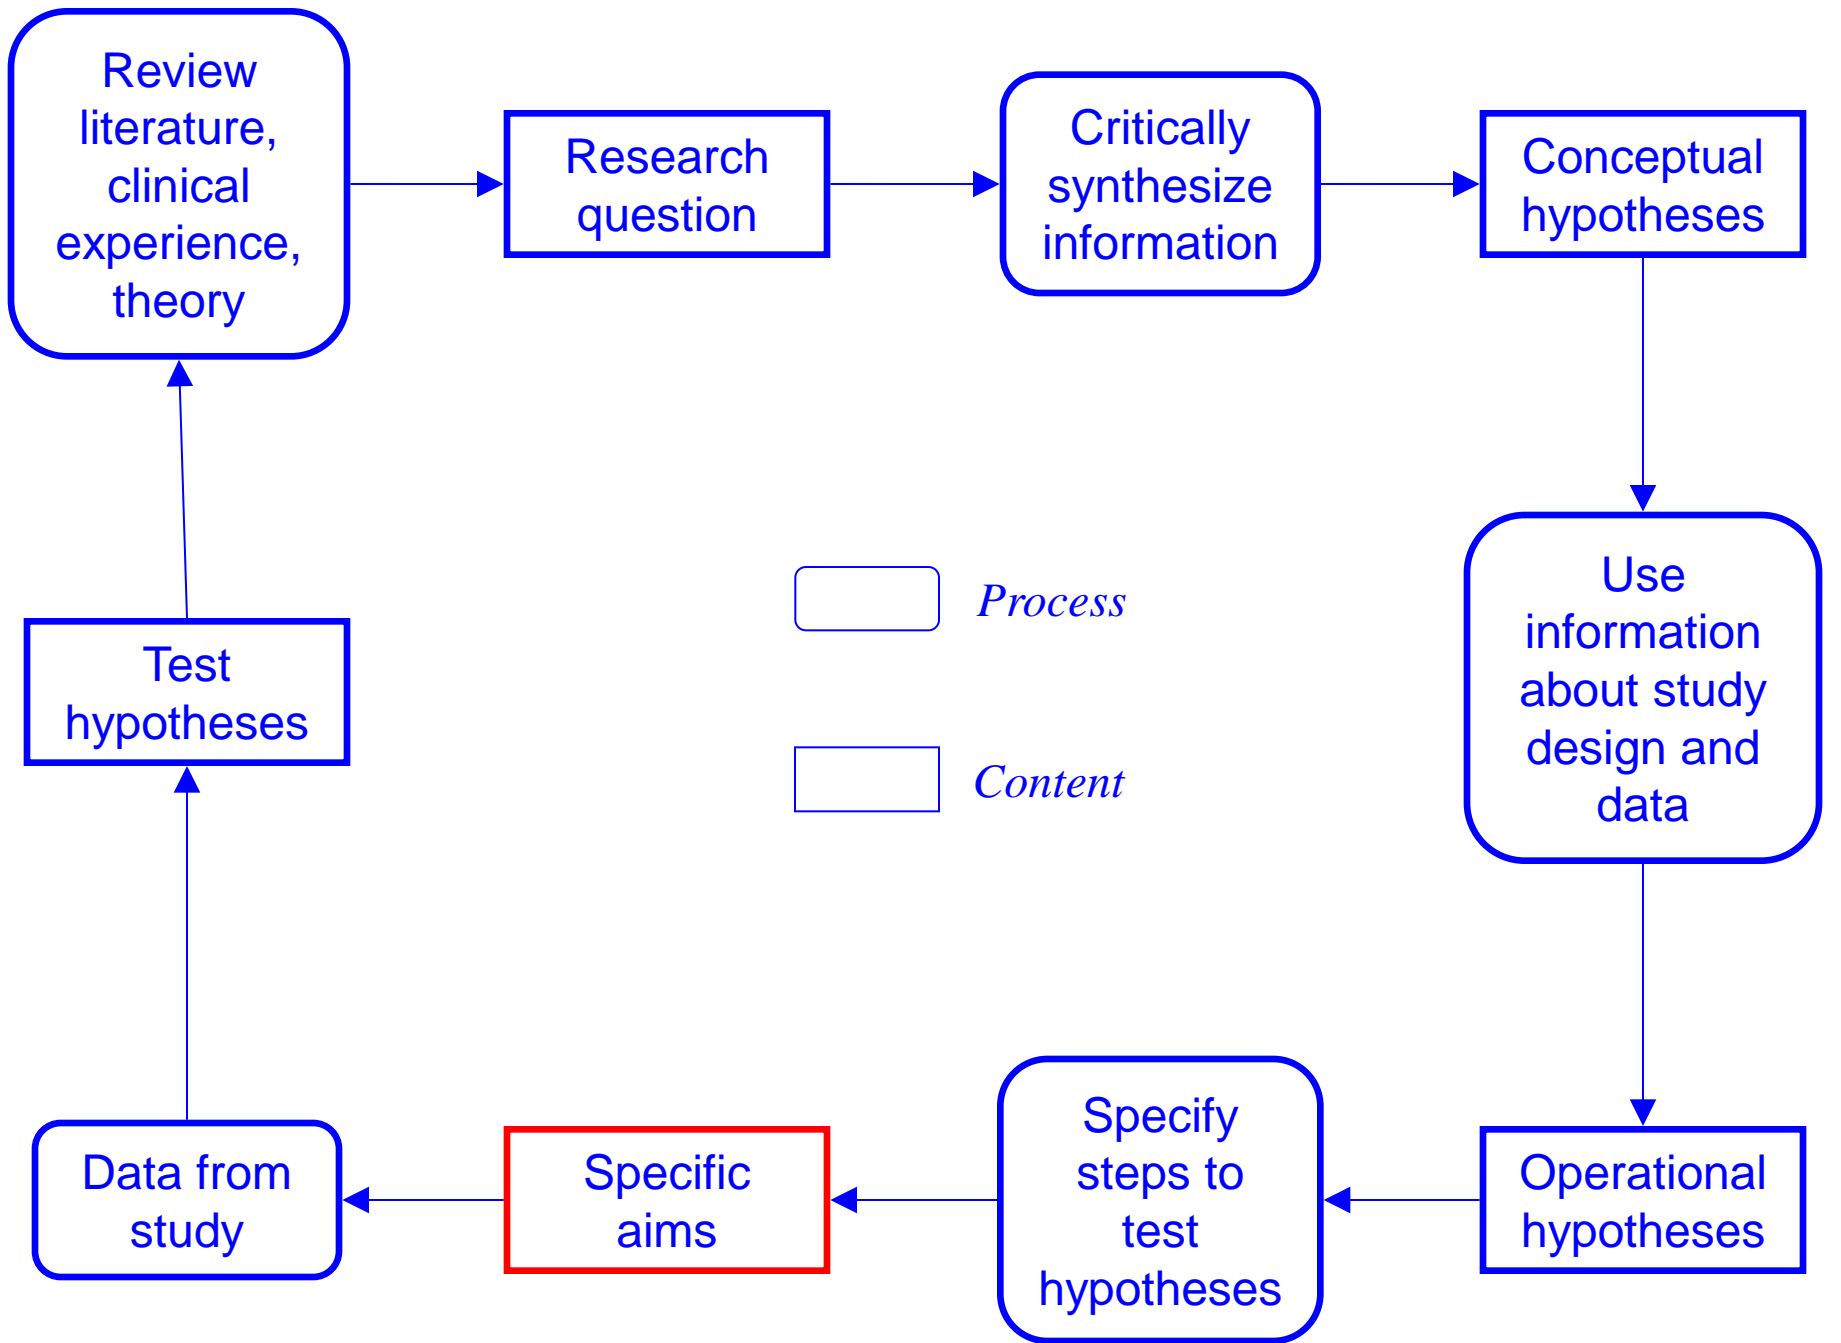 Review
literature,
clinical
experience,
theory
Research
question
Critically
synthesize
information
Conceptual
hypotheses
Use
information
about study
design and
data
Operational
hypotheses
Specify
steps to
test
hypotheses
Specific
aims
Data from
study
Test
hypotheses
Process
Content